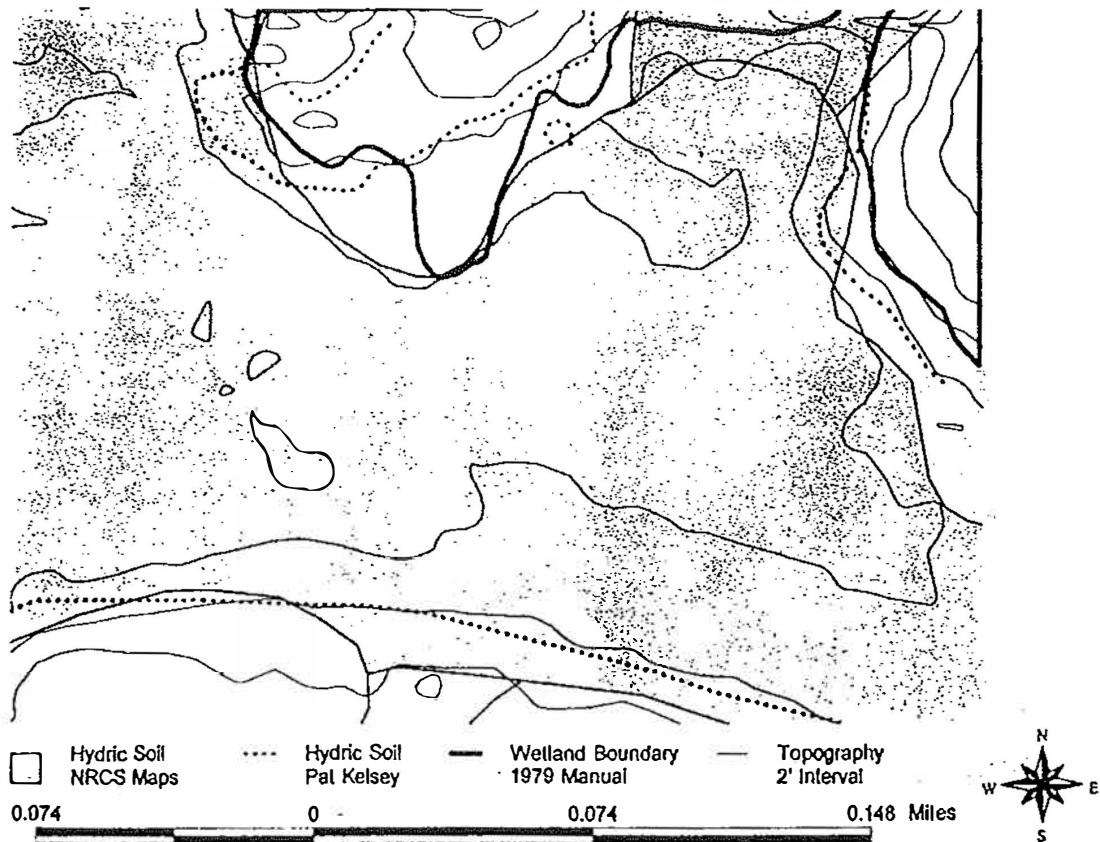 Hydric Soil
NRCS Maps
Hydric Soil
Pat Kelsey
Wetland Boundary
1979 Manual
Topography
2' Interval
N
W E
S
0.074 0 0.074 0.148 Miles